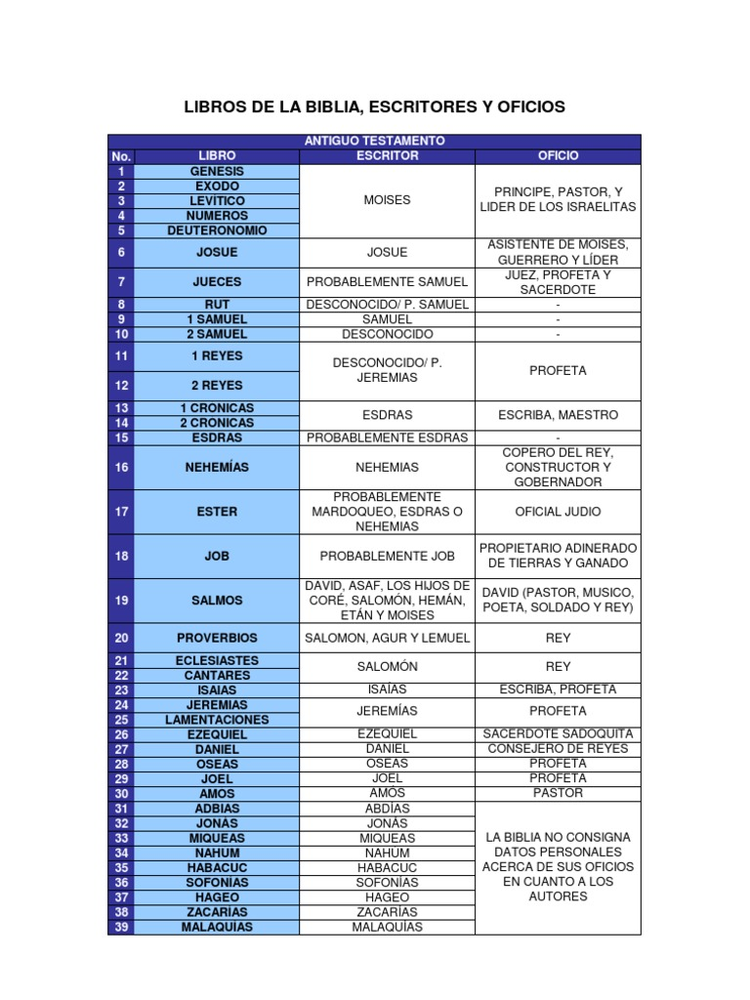 LIBROS DE LA BIBLIA, ESCRITORES Y OFICIOS
ANTIGUO TESTAMENTO
No. LIBRO ESCRITOR OFICIO
1 GENESIS
2 EXODO
3 LEVÍTICO
4 NUMEROS
5 DEUTERONOMIO
MOISES
PRINCIPE, PASTOR, Y
LIDER DE LOS ISRAELITAS
6 JOSUE JOSUE
ASISTENTE DE MOISES,
GUERRERO Y LÍDER
7 JUECES PROBABLEMENTE SAMUEL
JUEZ, PROFETA Y
SACERDOTE
8 RUT DESCONOCIDO/ P. SAMUEL -
9 1 SAMUEL SAMUEL -
10 2 SAMUEL DESCONOCIDO -
11 1 REYES
12 2 REYES
DESCONOCIDO/ P.
JEREMIAS
PROFETA
13 1 CRONICAS
14 2 CRONICAS
ESDRAS
ESCRIBA, MAESTRO
15 ESDRAS PROBABLEMENTE ESDRAS -
16 NEHEMÍAS NEHEMIAS
COPERO DEL REY,
CONSTRUCTOR Y
GOBERNADOR
17 ESTER
PROBABLEMENTE
MARDOQUEO, ESDRAS O
NEHEMIAS
OFICIAL JUDIO
18 JOB PROBABLEMENTE JOB
PROPIETARIO ADINERADO
DE TIERRAS Y GANADO
19 SALMOS
DAVID, ASAF, LOS HIJOS DE
CORÉ, SALOMÓN, HEMÁN,
ETÁN Y MOISES
DAVID (PASTOR, MUSICO,
POETA, SOLDADO Y REY)
20 PROVERBIOS SALOMON, AGUR Y LEMUEL REY
21 ECLESIASTES
22 CANTARES
SALOMÓN
REY
23 ISAIAS ISAÍAS ESCRIBA, PROFETA
24 JEREMIAS
25 LAMENTACIONES
JEREMÍAS
PROFETA
26 EZEQUIEL EZEQUIEL SACERDOTE SADOQUITA
27 DANIEL DANIEL CONSEJERO DE REYES
28 OSEAS OSEAS PROFETA
29 JOEL JOEL PROFETA
30 AMOS AMÓS PASTOR
31 ADBIAS ABDÍAS
32 JONÁS JONÁS
33 MIQUEAS MIQUEAS
34 NAHUM NAHÚM
35 HABACUC HABACUC
36 SOFONÍAS SOFONÍAS
37 HAGEO HAGEO
38 ZACARÍAS ZACARÍAS
39 MALAQUÍAS MALAQUÍAS
LA BIBLIA NO CONSIGNA
DATOS PERSONALES
ACERCA DE SUS OFICIOS
EN CUANTO A LOS
AUTORES